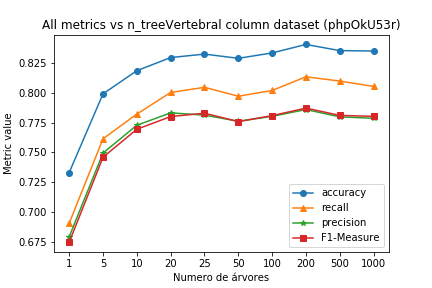 All metrics vs n_treeVertebral column dataset (phpOkU53r)
Metric value
0.825
0.800
0.775
0.750
0.725
0.700
0.675
1 5 10 20 25 50 100 200 500 1000
Numero de árvores
accuracy
recall
precision
F1-Measure